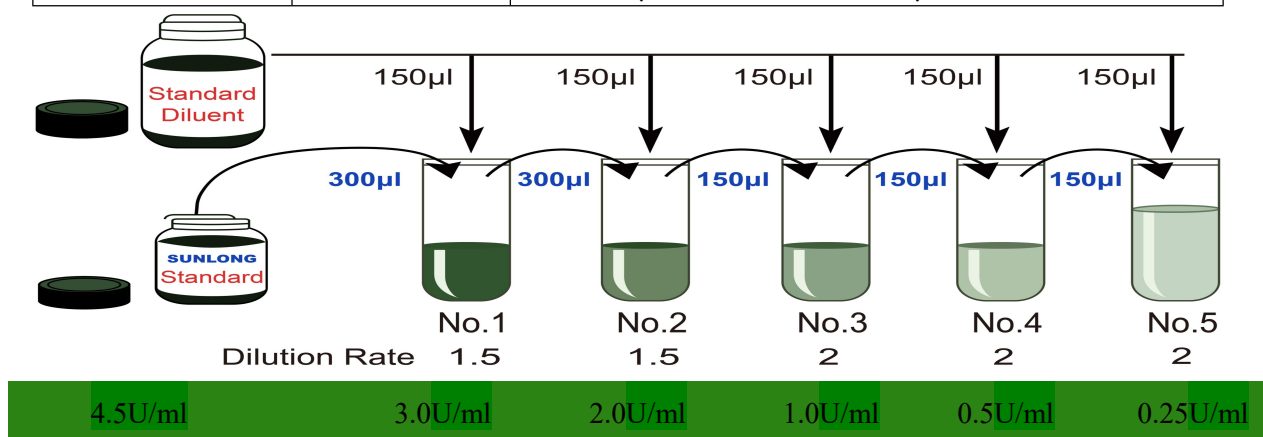 150µl 150µl 150µl 150µl 150µl
Standard
Diluent
300µl 300µl 150µl 150µl 150µl
SUNLONG
Standard
No.1 No.2 No.3 No.4 No.5
Dilution Rate 1.5 1.5 2 2 2
4.5U/ml 3.0U/ml 2.0U/ml 1.0U/ml 0.5U/ml 0.25U/ml